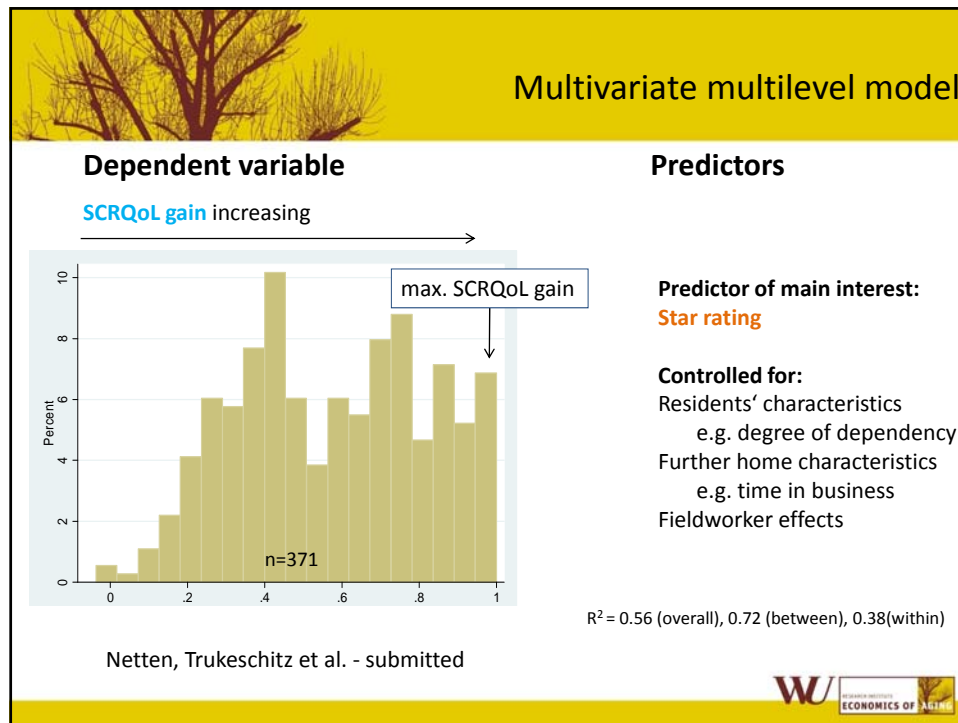 Multivariate multilevel model
Dependent variable
SCRQoL gain increasing
max. SCRQoL gain
10
8
6
4
2
0
Percent
n=371
0 .2 .4 .6 .8 1
Netten, Trukeschitz et al. - submitted
Predictors
Predictor of main interest:
Star rating
Controlled for:
Residents‘ characteristics
e.g. degree of dependency
Further home characteristics
e.g. time in business
Fieldworker effects
R² = 0.56 (overall), 0.72 (between), 0.38(within)
WU
RESEARCH INSTITUTE
ECONOMICS OF AGING